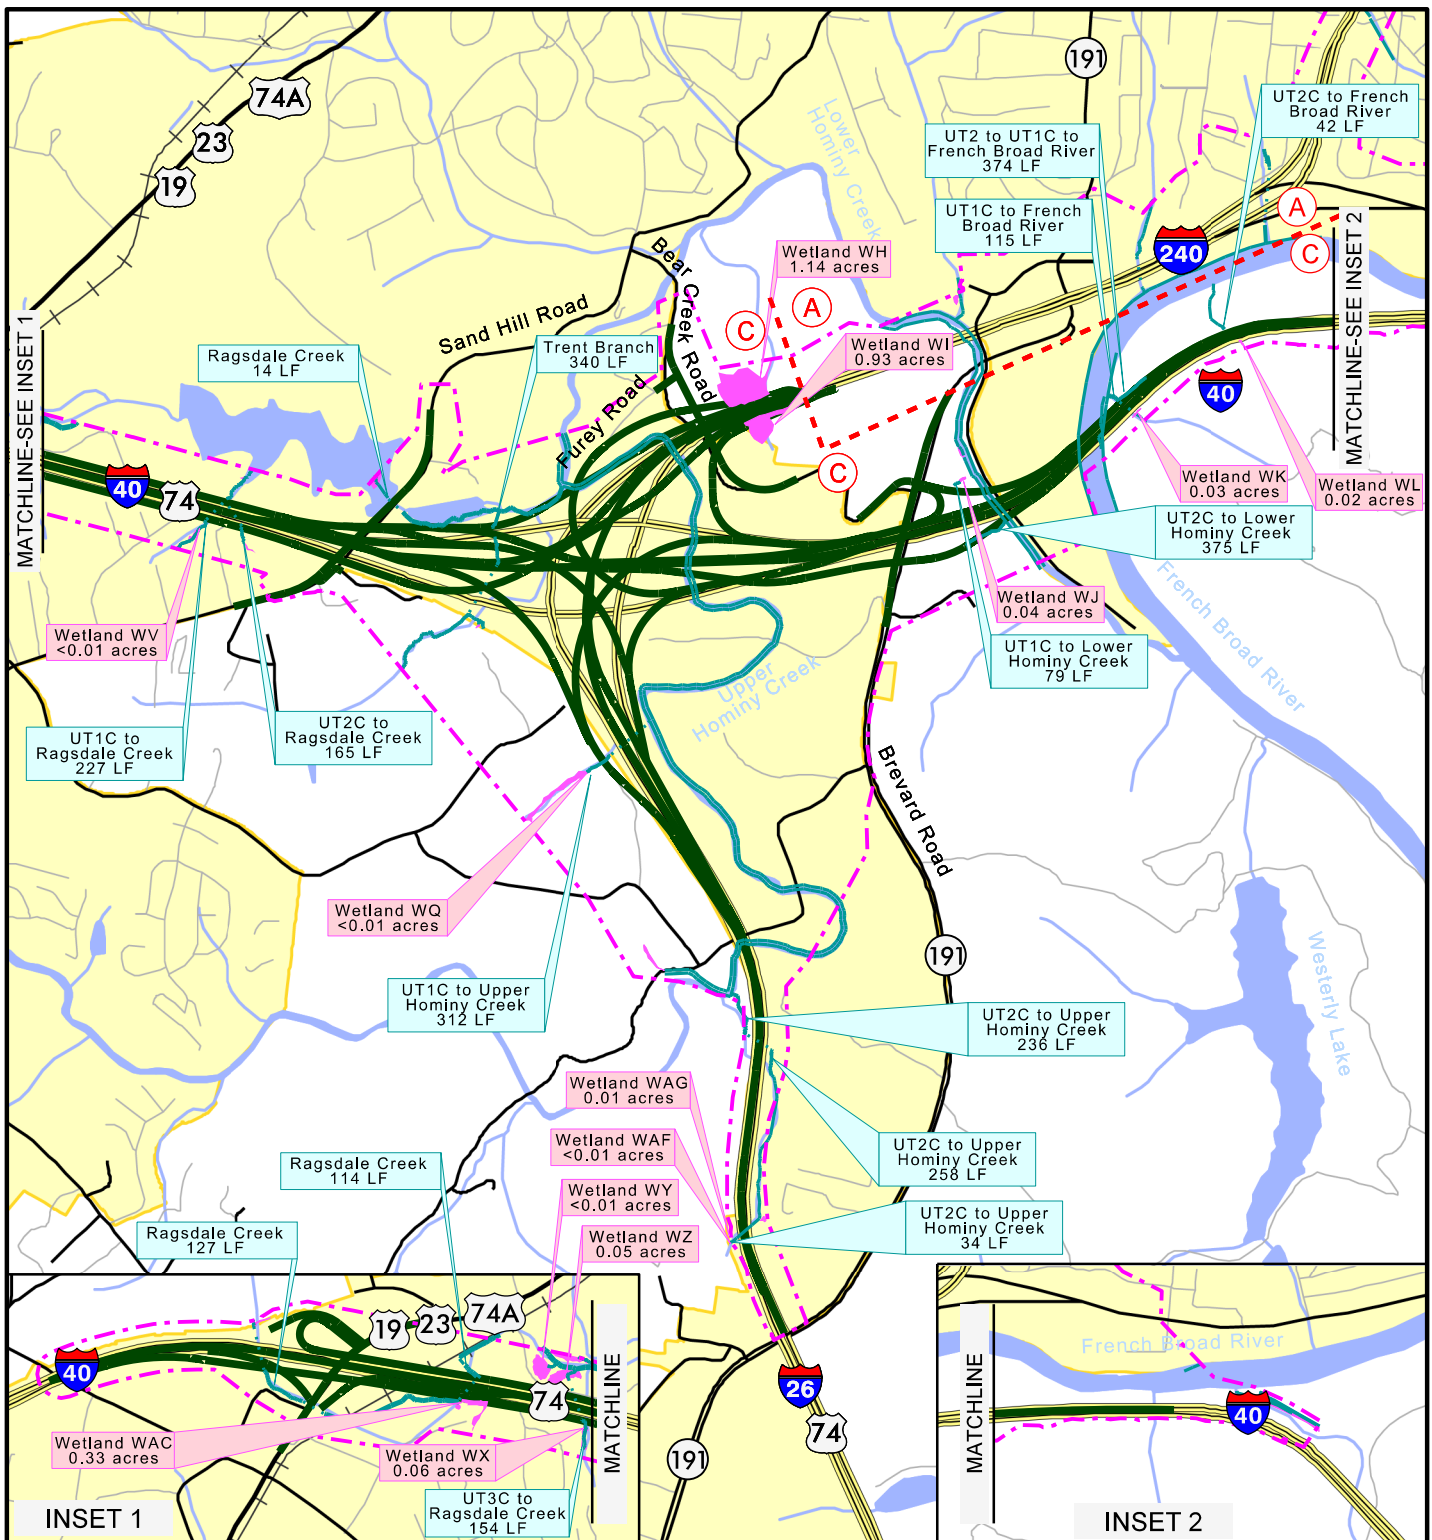 74A
23
19
191
Lower
Hominy Creek
UT2C to French
Broad River
42 LF
UT2 to UT1C to
French Broad River
374 LF
UT1C to French
Broad River
115 LF
A
C
240
MATCHLINE-SEE INSET 2
Bear Creek Road
Wetland WH
1.14 acres
A
C
Sand Hill Road
MATCHLINE-SEE INSET 1
Ragsdale Creek
14 LF
Trent Branch
340 LF
Wetland WI
0.93 acres
40
Furey Road
C
40
74
Wetland WK
0.03 acres
Wetland WL
0.02 acres
UT2C to Lower
Hominy Creek
375 LF
French Broad River
Wetland WJ
0.04 acres
Wetland WV
<0.01 acres
UT1C to Lower
Hominy Creek
79 LF
Upper
Hominy Creek
UT1C to
Ragsdale Creek
227 LF
UT2C to
Ragsdale Creek
165 LF
Brevard Road
Wetland WQ
<0.01 acres
191
Westerly Lake
UT1C to Upper
Hominy Creek
312 LF
UT2C to Upper
Hominy Creek
236 LF
Wetland WAG
0.01 acres
Wetland WAF
<0.01 acres
UT2C to Upper
Hominy Creek
258 LF
Ragsdale Creek
114 LF
Wetland WY
<0.01 acres
UT2C to Upper
Hominy Creek
34 LF
Ragsdale Creek
127 LF
Wetland WZ
0.05 acres
19
23
74A
40
74
MATCHLINE
Wetland WAC
0.33 acres
Wetland WX
0.06 acres
UT3C to
Ragsdale Creek
154 LF
INSET 1
26
74
191
French Broad River
MATCHLINE
40
INSET 2